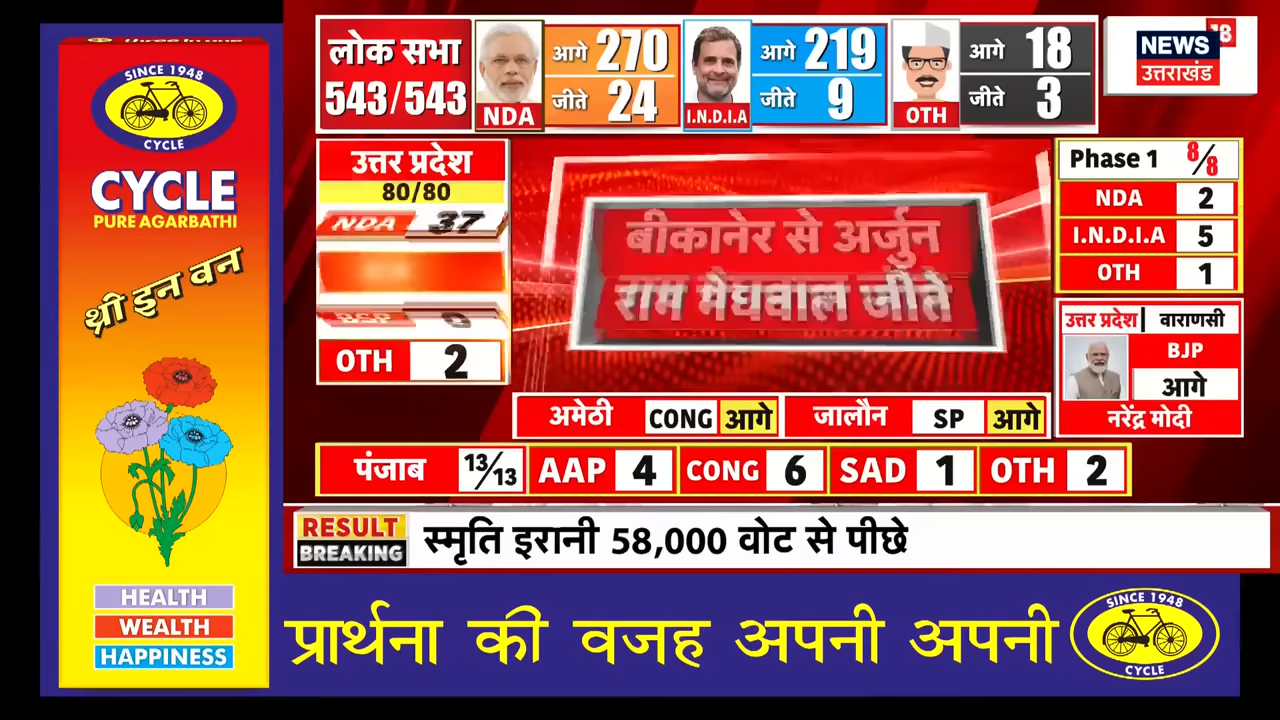 three in one
SINCE 1948
CYCLE
CYCLE
PURE AGARBATHI
थ्री इन वन
HEALTH
WEALTH
HAPPINESS
लोक सभा
543/543
NDA
आगे 270
जीते 24
I.N.D.I.A
आगे 219
जीते 9
OTH
आगे 18
जीते 3
NEWS 18
उत्तराखंड
उत्तर प्रदेश
80/80
NDA 37
OTH 2
बीकानेर से अर्जुन
राम मेघवाल जीते
Phase 1 8/8
NDA 2
I.N.D.I.A 5
OTH 1
उत्तर प्रदेश | वाराणसी
BJP
आगे
नरेंद्र मोदी
अमेठी CONG आगे
जालौन SP आगे
पंजाब 13/13 AAP 4 CONG 6 SAD 1 OTH 2
RESULT
BREAKING
स्मृति इरानी 58,000 वोट से पीछे
प्रार्थना की वजह अपनी अपनी
SINCE 1948
CYCLE